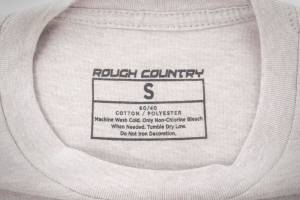 ROUGH COUNTRY
S
60/40
COTTON / POLYESTER
Machine Wash Cold. Only Non-Chlorine Bleach
When Needed. Tumble Dry Low.
Do Not Iron Decoration.